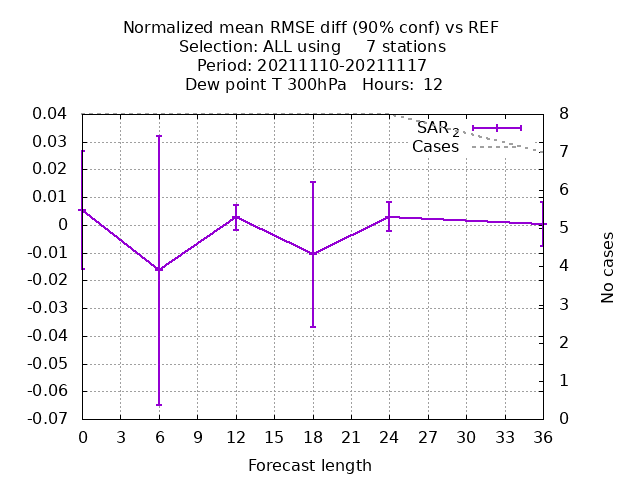 Normalized mean RMSE diff (90% conf) vs REF
Selection: ALL using     7 stations
Period: 20211110-20211117
Dew point T 300hPa   Hours:  12
0.04
0.03
0.02
0.01
0
-0.01
-0.02
-0.03
-0.04
-0.05
-0.06
-0.07
SAR2
Cases
8
7
6
5
4
3
2
1
0
No cases
0 3 6 9 12 15 18 21 24 27 30 33 36
Forecast length